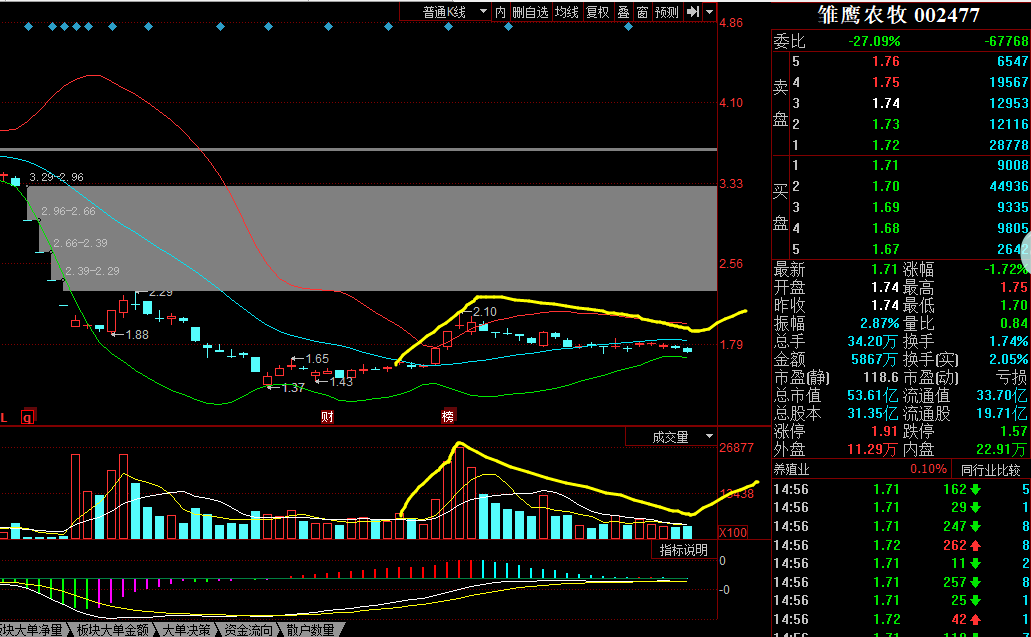 普通K线 内 删自选 均线 复权 叠 窗 预测
4.86
4.10
3.33
2.56
1.79
3.29-2.96
2.96-2.66
2.66-2.39
2.39-2.29
2.29
1.88
2.10
1.65
1.37
1.43
L
q
财
榜
成交量
26877
13438
X100
指标说明
0
-0
板块大单净量 板块大单金额 大单决策 资金流向 散户数量
雏鹰农牧 002477
委比 -27.09% -67768
卖盘
5 1.76 6547
4 1.75 19567
3 1.74 12953
2 1.73 12116
1 1.72 28778
买盘
1 1.71 9008
2 1.70 44936
3 1.69 9335
4 1.68 9805
5 1.67 2642
最新 1.71 涨幅 -1.72%
开盘 1.74 最高 1.75
昨收 1.74 最低 1.70
振幅 2.87% 量比 0.84
总手 34.20万 换手 1.74%
金额 5867万 换手(实) 2.05%
市盈(静) 118.6 市盈(动) 亏损
总市值 53.61亿 流通值 33.70亿
总股本 31.35亿 流通股 19.71亿
涨停 1.91 跌停 1.57
外盘 11.29万 内盘 22.91万
养殖业 0.10% 同行业比较
14:56 1.71 162 5
14:56 1.71 29 1
14:56 1.71 247 8
14:56 1.72 262 8
14:56 1.71 11 2
14:56 1.71 257 8
14:56 1.71 25 1
14:56 1.72 42 1